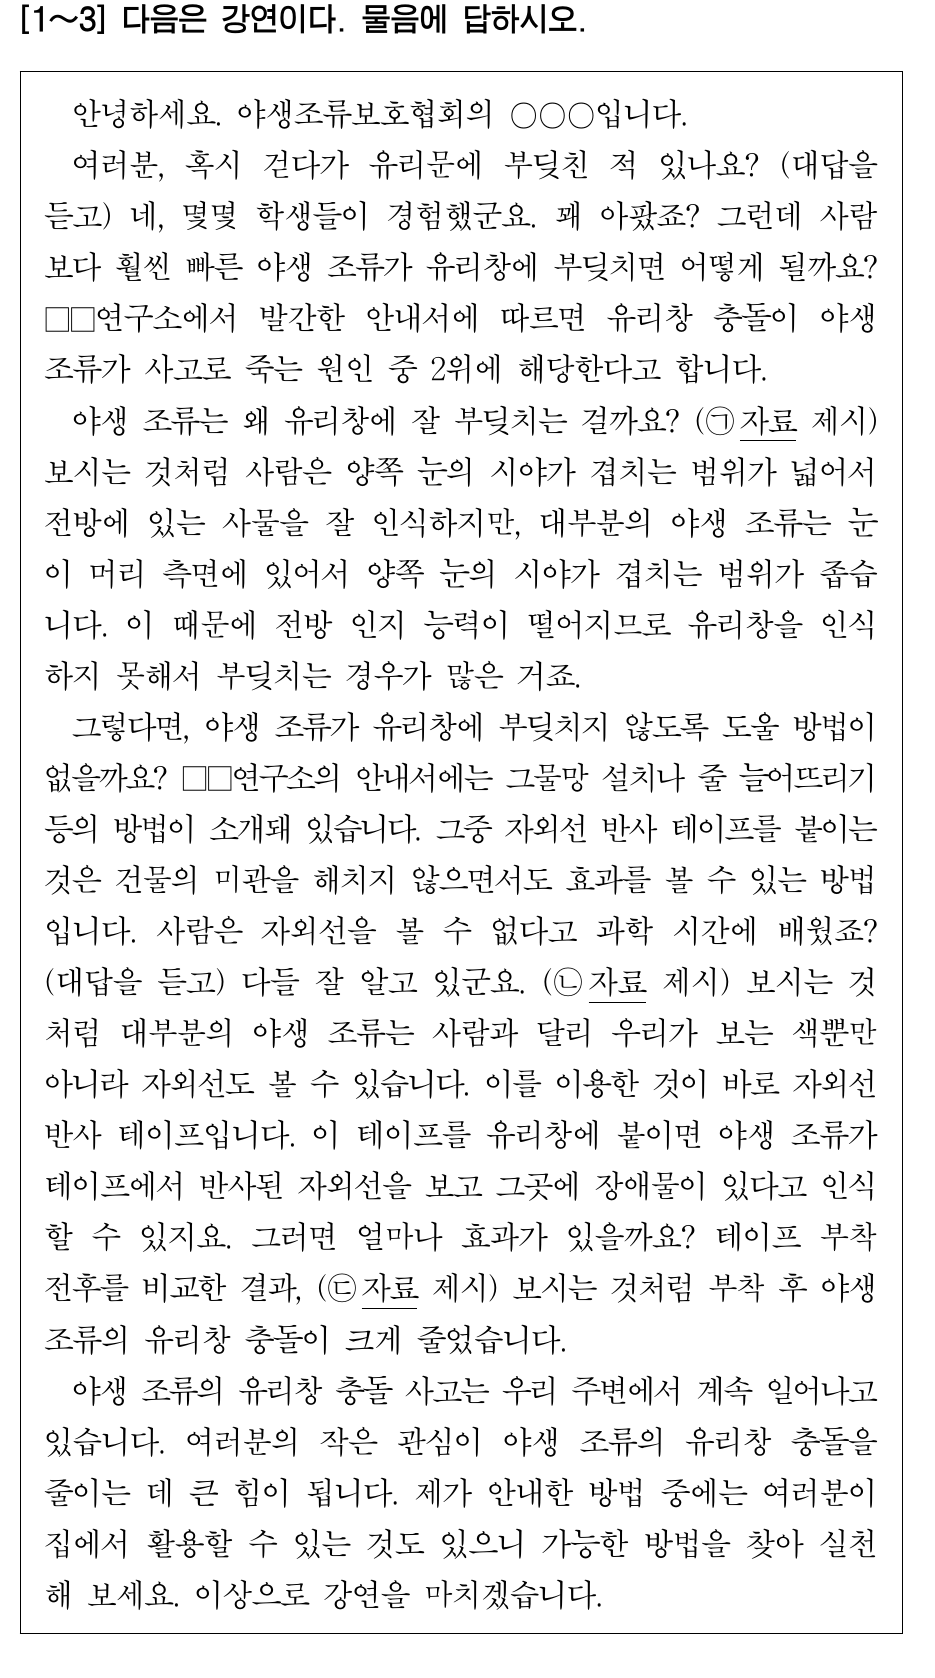 [1～3] 다음은 강연이다. 물음에 답하시오.
안녕하세요. 야생조류보호협회의 ○○○입니다.
여러분, 혹시 걷다가 유리문에 부딪친 적 있나요? (대답을
듣고) 네, 몇몇 학생들이 경험했군요. 꽤 아팠죠? 그런데 사람
보다 훨씬 빠른 야생 조류가 유리창에 부딪치면 어떻게 될까요?
□□연구소에서 발간한 안내서에 따르면 유리창 충돌이 야생
조류가 사고로 죽는 원인 중 2위에 해당한다고 합니다.
야생 조류는 왜 유리창에 잘 부딪치는 걸까요? (㉠자료 제시)
보시는 것처럼 사람은 양쪽 눈의 시야가 겹치는 범위가 넓어서
전방에 있는 사물을 잘 인식하지만, 대부분의 야생 조류는 눈
이 머리 측면에 있어서 양쪽 눈의 시야가 겹치는 범위가 좁습
니다. 이 때문에 전방 인지 능력이 떨어지므로 유리창을 인식
하지 못해서 부딪치는 경우가 많은 거죠.
그렇다면, 야생 조류가 유리창에 부딪치지 않도록 도울 방법이
없을까요? □□연구소의 안내서에는 그물망 설치나 줄 늘어뜨리기
등의 방법이 소개돼 있습니다. 그중 자외선 반사 테이프를 붙이는
것은 건물의 미관을 해치지 않으면서도 효과를 볼 수 있는 방법
입니다. 사람은 자외선을 볼 수 없다고 과학 시간에 배웠죠?
(대답을 듣고) 다들 잘 알고 있군요. (㉡자료 제시) 보시는 것
처럼 대부분의 야생 조류는 사람과 달리 우리가 보는 색뿐만
아니라 자외선도 볼 수 있습니다. 이를 이용한 것이 바로 자외선
반사 테이프입니다. 이 테이프를 유리창에 붙이면 야생 조류가
테이프에서 반사된 자외선을 보고 그곳에 장애물이 있다고 인식
할 수 있지요. 그러면 얼마나 효과가 있을까요? 테이프 부착
전후를 비교한 결과, (㉢자료 제시) 보시는 것처럼 부착 후 야생
조류의 유리창 충돌이 크게 줄었습니다.
야생 조류의 유리창 충돌 사고는 우리 주변에서 계속 일어나고
있습니다. 여러분의 작은 관심이 야생 조류의 유리창 충돌을
줄이는 데 큰 힘이 됩니다. 제가 안내한 방법 중에는 여러분이
집에서 활용할 수 있는 것도 있으니 가능한 방법을 찾아 실천
해 보세요. 이상으로 강연을 마치겠습니다.